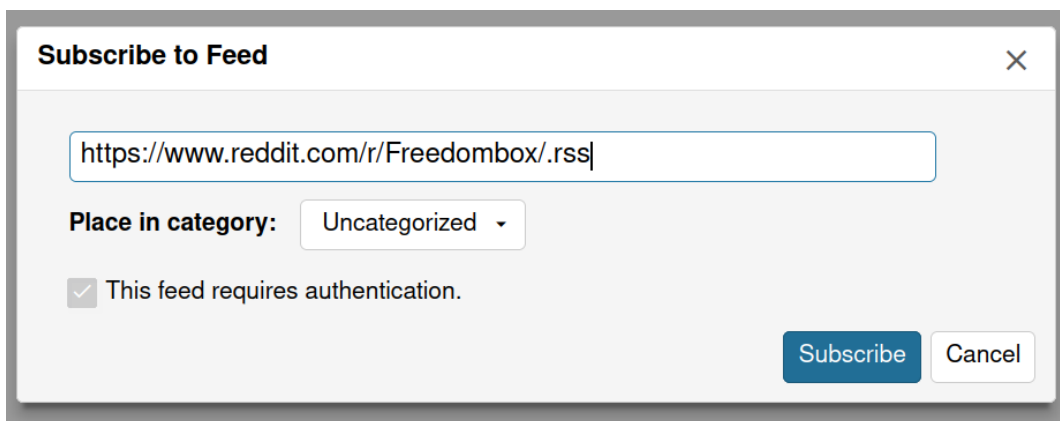 Subscribe to Feed
https://www.reddit.com/r/Freedombox/.rss
Place in category: Uncategorized
This feed requires authentication.
Subscribe Cancel